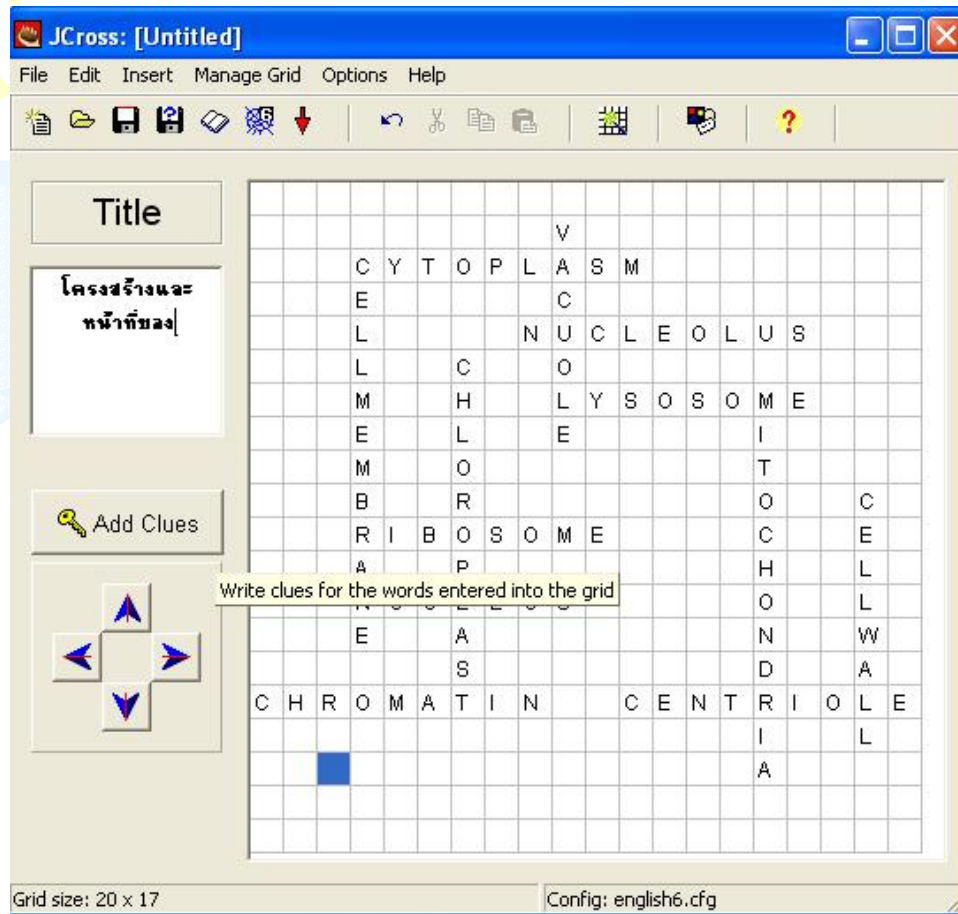 JCross: [Untitled]
File Edit Insert Manage Grid Options Help
Title
โครงสร้างและ
หน้าที่ของ
Add Clues
V
C Y T O P L A S M
E C
L N U C L E O L U S
L C O
M H L Y S O S O M E
E L E I
M O T
B R O C
R I B O S O M E C E
A P H L
Write clues for the words entered into the grid
O L
E A N W
S D A
C H R O M A T I N C E N T R I O L E
I L
A
Grid size: 20 x 17
Config: english6.cfg